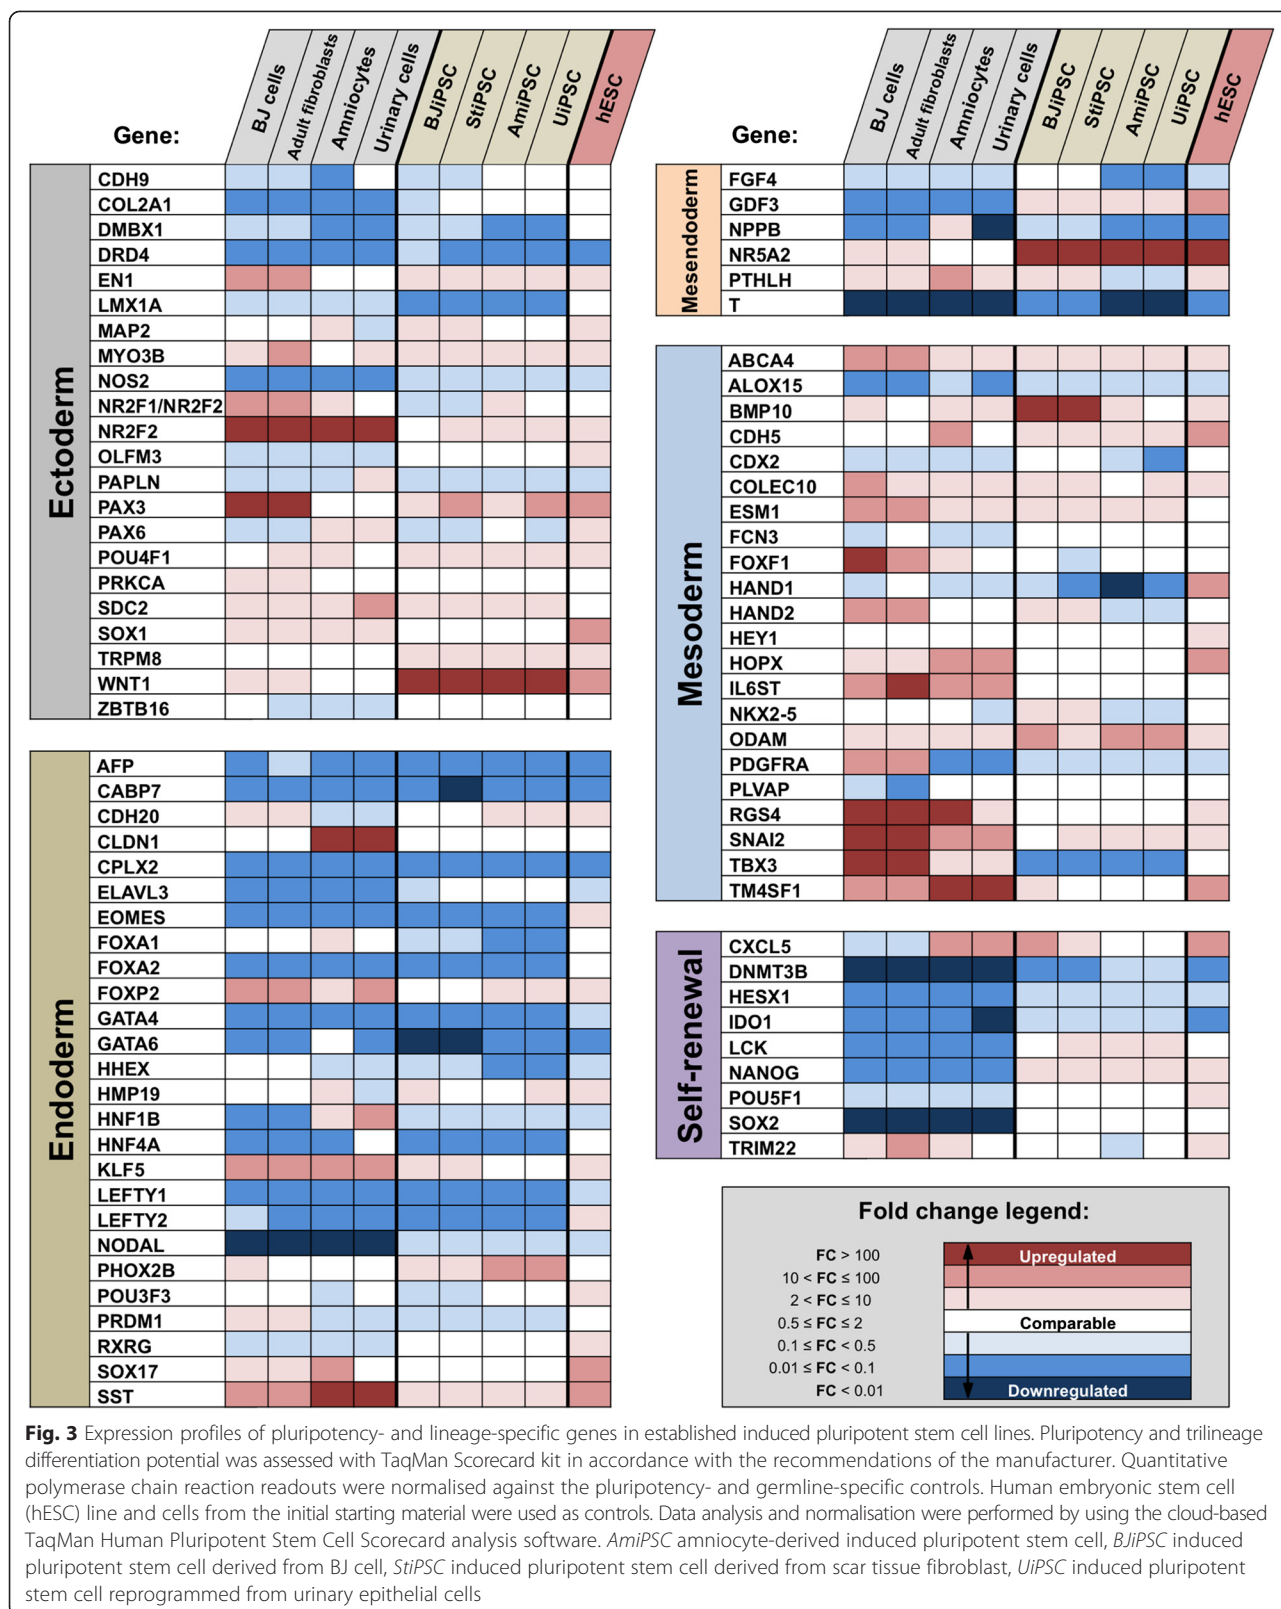 BJ cells
Adult fibroblasts
Amniocytes
Urinary cells
BJiPSC
StiPSC
AmiPSC
UiPSC
hESC
Gene:
Ectoderm
CDH9
COL2A1
DMBX1
DRD4
EN1
LMX1A
MAP2
MYO3B
NOS2
NR2F1/NR2F2
NR2F2
OLFM3
PAPLN
PAX3
PAX6
POU4F1
PRKCA
SDC2
SOX1
TRPM8
WNT1
ZBTB16
Endoderm
AFP
CABP7
CDH20
CLDN1
CPLX2
ELAVL3
EOMES
FOXA1
FOXA2
FOXP2
GATA4
GATA6
HHEX
HMP19
HNF1B
HNF4A
KLF5
LEFTY1
LEFTY2
NODAL
PHOX2B
POU3F3
PRDM1
RXRG
SOX17
SST
BJ cells
Adult fibroblasts
Amniocytes
Urinary cells
BJiPSC
StiPSC
AmiPSC
UiPSC
hESC
Gene:
Mesendoderm
FGF4
GDF3
NPPB
NR5A2
PTHLH
T
Mesoderm
ABCA4
ALOX15
BMP10
CDH5
CDX2
COLEC10
ESM1
FCN3
FOXF1
HAND1
HAND2
HEY1
HOPX
IL6ST
NKX2-5
ODAM
PDGFRA
PLVAP
RGS4
SNAI2
TBX3
TM4SF1
Self-renewal
CXCL5
DNMT3B
HESX1
IDO1
LCK
NANOG
POU5F1
SOX2
TRIM22
Fold change legend:
FC > 100 Upregulated
10 < FC ≤ 100
2 < FC ≤ 10
0.5 ≤ FC ≤ 2 Comparable
0.1 ≤ FC < 0.5
0.01 ≤ FC < 0.1
FC < 0.01 Downregulated
Fig. 3 Expression profiles of pluripotency- and lineage-specific genes in established induced pluripotent stem cell lines. Pluripotency and trilineage
differentiation potential was assessed with TaqMan Scorecard kit in accordance with the recommendations of the manufacturer. Quantitative
polymerase chain reaction readouts were normalised against the pluripotency- and germline-specific controls. Human embryonic stem cell
(hESC) line and cells from the initial starting material were used as controls. Data analysis and normalisation were performed by using the cloud-based
TaqMan Human Pluripotent Stem Cell Scorecard analysis software. AmiPSC amniocyte-derived induced pluripotent stem cell, BJiPSC induced
pluripotent stem cell derived from BJ cell, StiPSC induced pluripotent stem cell derived from scar tissue fibroblast, UiPSC induced pluripotent
stem cell reprogrammed from urinary epithelial cells